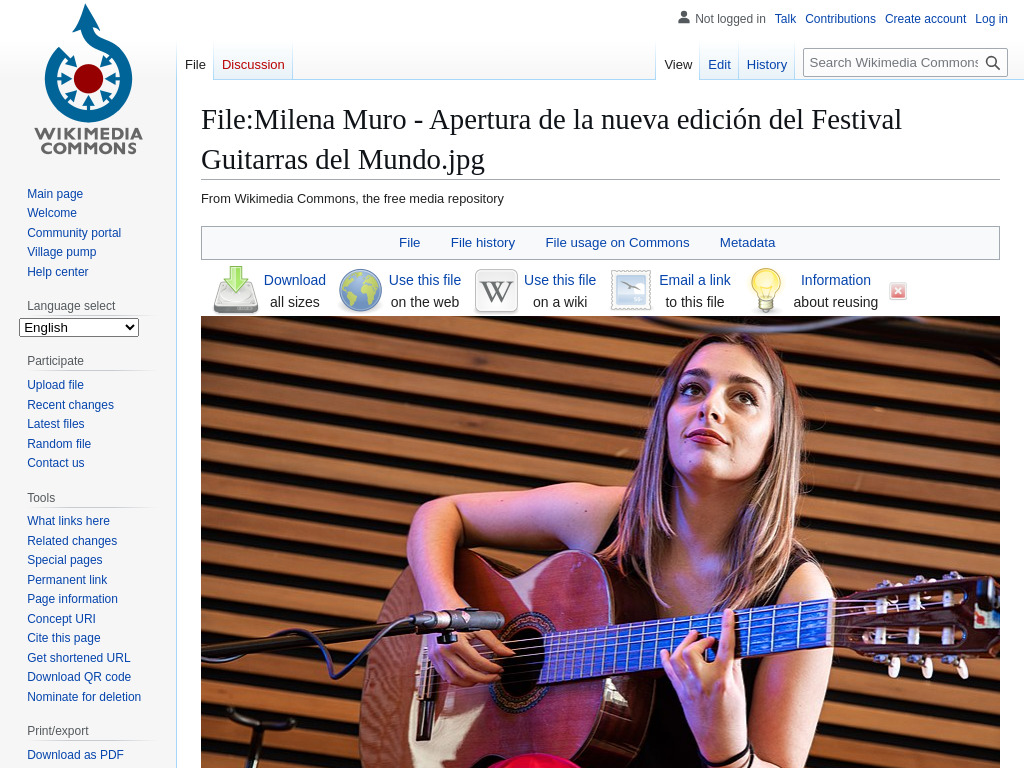 Not logged in Talk Contributions Create account Log in
File Discussion View Edit History Search Wikimedia Commons
WIKIMEDIA
COMMONS
Main page
Welcome
Community portal
Village pump
Help center
Language select
English
Participate
Upload file
Recent changes
Latest files
Random file
Contact us
Tools
What links here
Related changes
Special pages
Permanent link
Page information
Concept URI
Cite this page
Get shortened URL
Download QR code
Nominate for deletion
Print/export
Download as PDF
File:Milena Muro - Apertura de la nueva edición del Festival
Guitarras del Mundo.jpg
From Wikimedia Commons, the free media repository
File File history File usage on Commons Metadata
Download
all sizes
Use this file
on the web
W
Use this file
on a wiki
Email a link
to this file
Information
about reusing